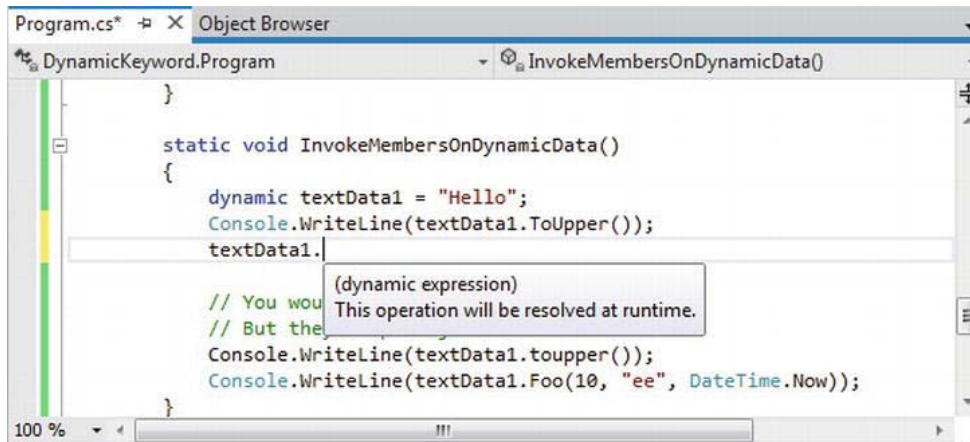 Program.cs* Object Browser
DynamicKeyword.Program InvokeMembersOnDynamicData()
}
static void InvokeMembersOnDynamicData()
{
dynamic textData1 = "Hello";
Console.WriteLine(textData1.ToUpper());
textData1.
(dynamic expression)
// You wou
This operation will be resolved at runtime.
// But the
Console.WriteLine(textData1.toupper());
Console.WriteLine(textData1.Foo(10, "ee", DateTime.Now));
}
100 %